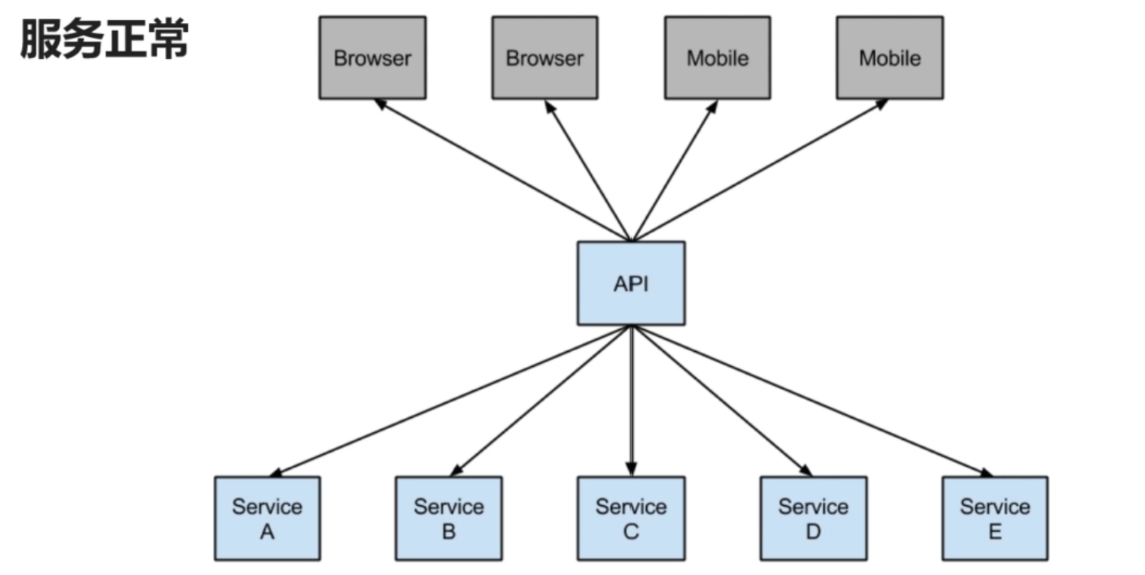 服务正常
Browser
Browser
Mobile
Mobile
API
Service
A
Service
B
Service
C
Service
D
Service
E